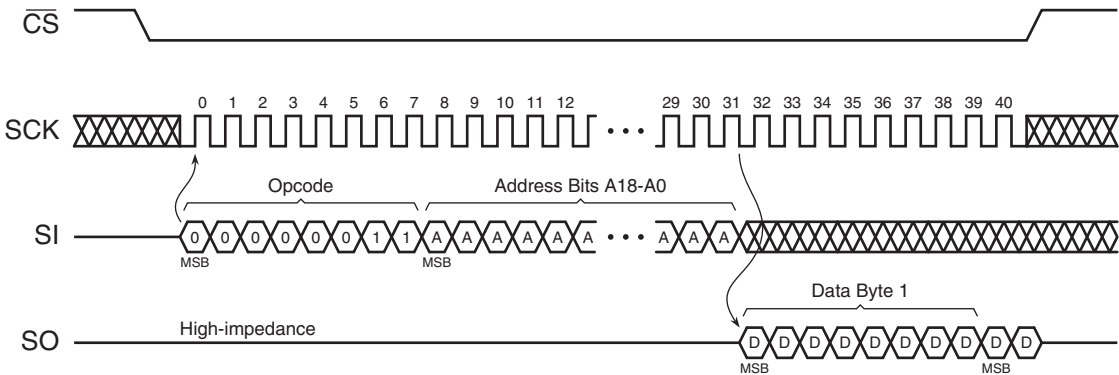 CS
0 1 2 3 4 5 6 7 8 9 10 11 12 29 30 31 32 33 34 35 36 37 38 39 40
SCK
Opcode Address Bits A18-A0
SI 0 0 0 0 0 0 1 1 A A A A A A A A A
MSB MSB
Data Byte 1
High-impedance
SO D D D D D D D D D D
MSB MSB